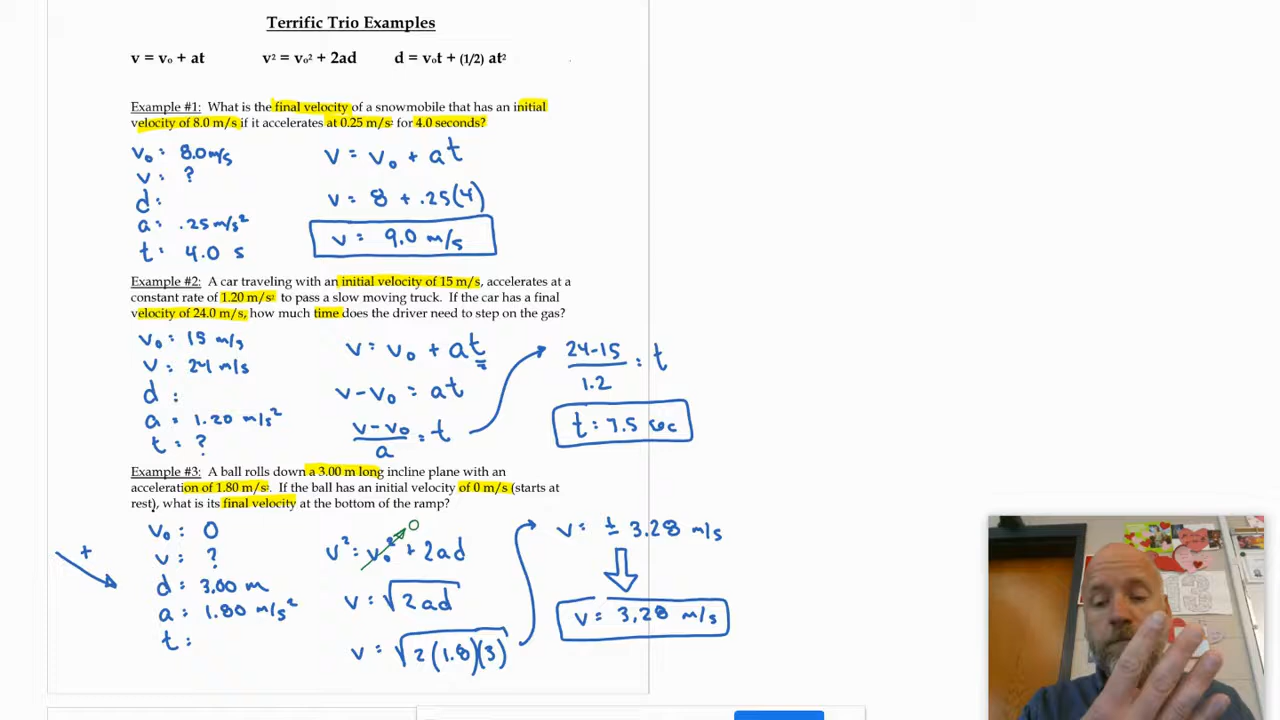 Terrific Trio Examples
v = v₀ + at v² = v₀² + 2ad d = v₀t + (1/2) at²
Example #1: What is the final velocity of a snowmobile that has an initial
velocity of 8.0 m/s if it accelerates at 0.25 m/s² for 4.0 seconds?
v₀: 8.0 m/s
v: ?
d:
a: .25 m/s²
t: 4.0 s
v = v₀ + at
v = 8 + .25(4)
v = 9.0 m/s
Example #2: A car traveling with an initial velocity of 15 m/s, accelerates at a
constant rate of 1.20 m/s² to pass a slow moving truck. If the car has a final
velocity of 24.0 m/s, how much time does the driver need to step on the gas?
v₀: 15 m/s
v: 24 m/s
d:
a: 1.20 m/s²
t: ?
v = v₀ + at
v-v₀ = at
v-v₀/a = t
24-15/1.2 = t
t: 7.5 sec
Example #3: A ball rolls down a 3.00 m long incline plane with an
acceleration of 1.80 m/s². If the ball has an initial velocity of 0 m/s (starts at
rest), what is its final velocity at the bottom of the ramp?
+
v₀: 0
v: ?
d: 3.00 m
a: 1.80 m/s²
t:
v² = v₀² + 2ad
0
v = √2ad
v = √2(1.8)(3)
v = ± 3.28 m/s
v = 3.28 m/s